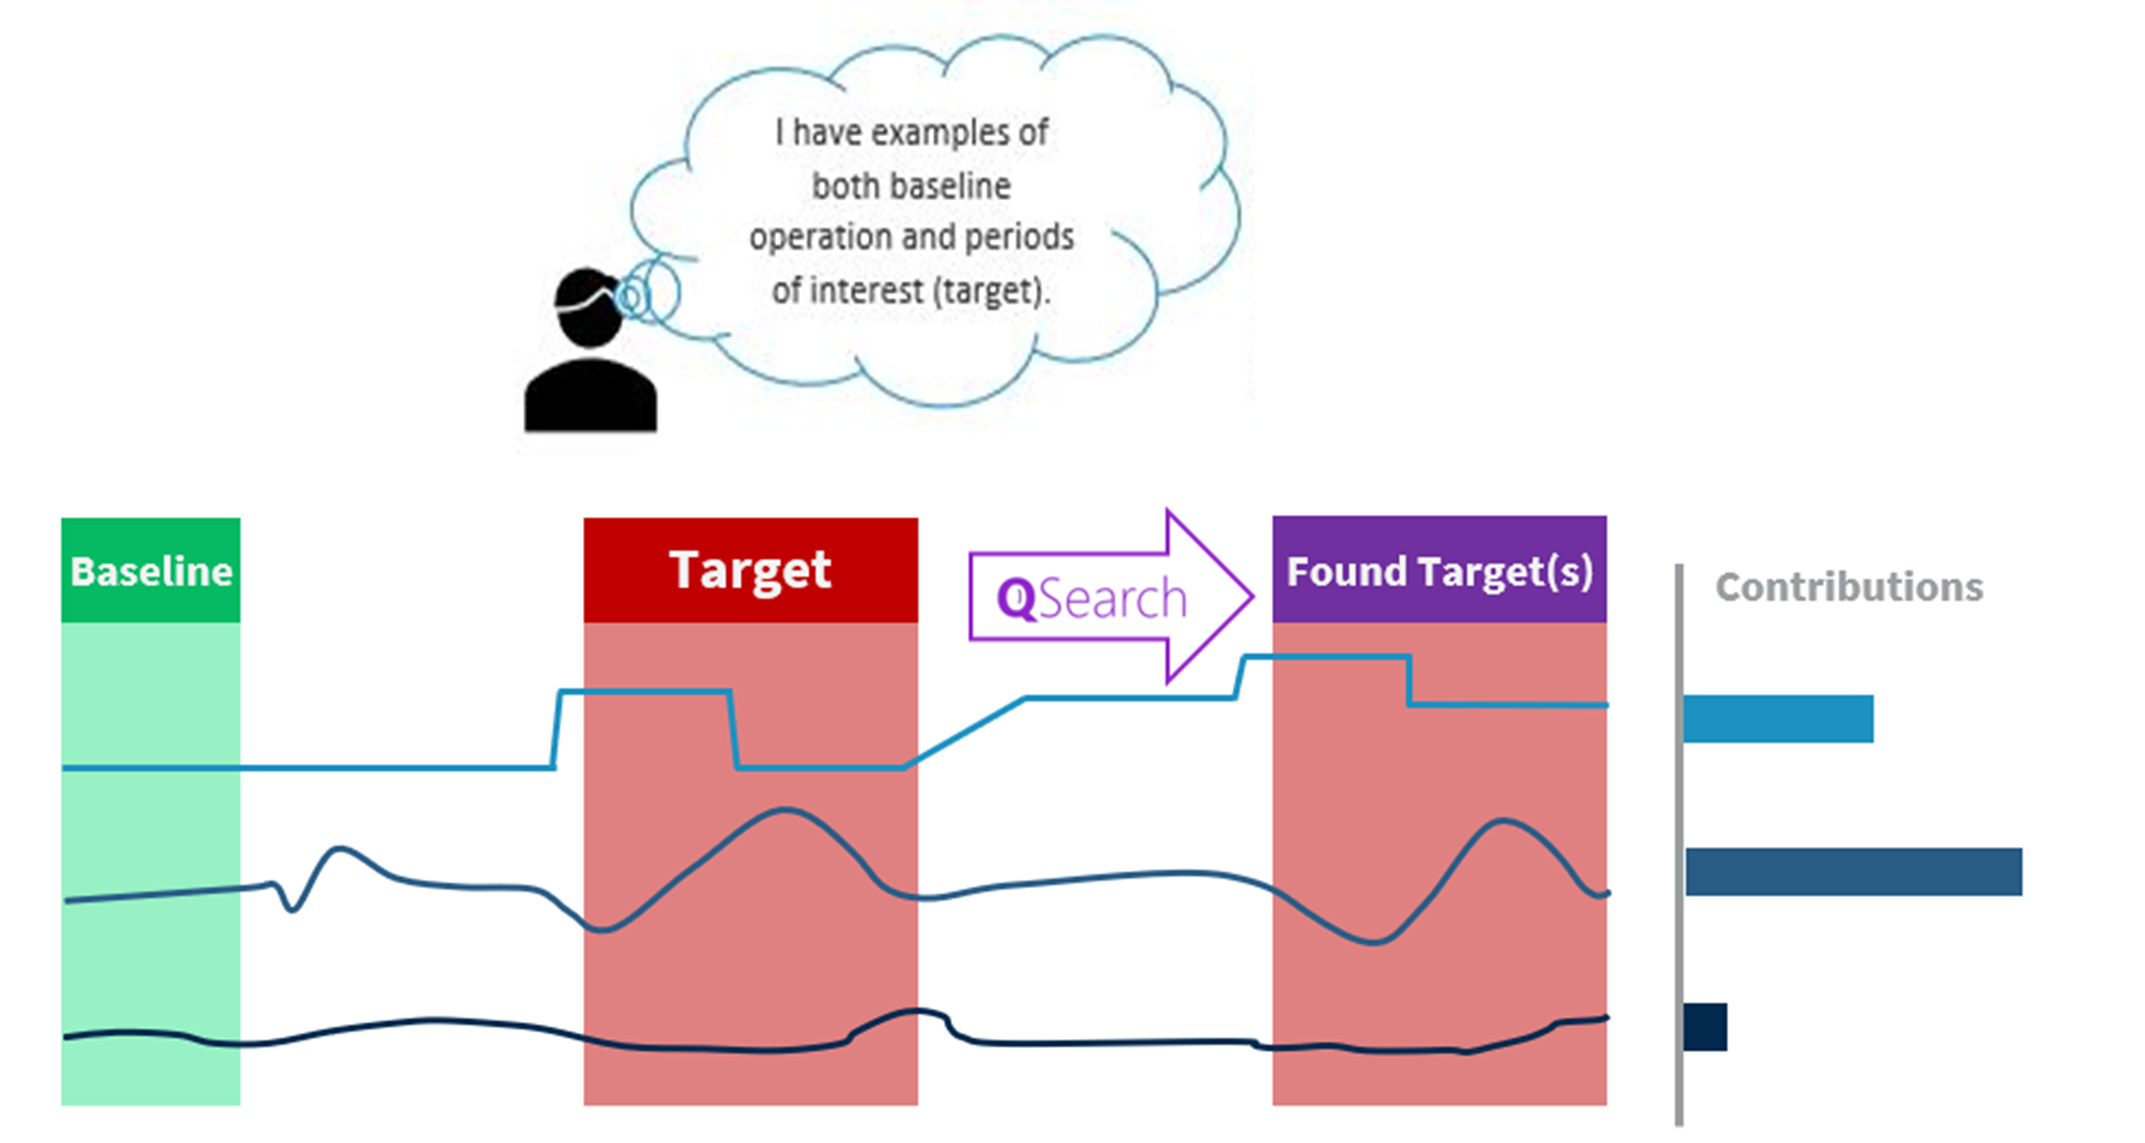 I have examples of
both baseline
operation and periods
of interest (target).
Baseline
Target
QSearch
Found Target(s)
Contributions